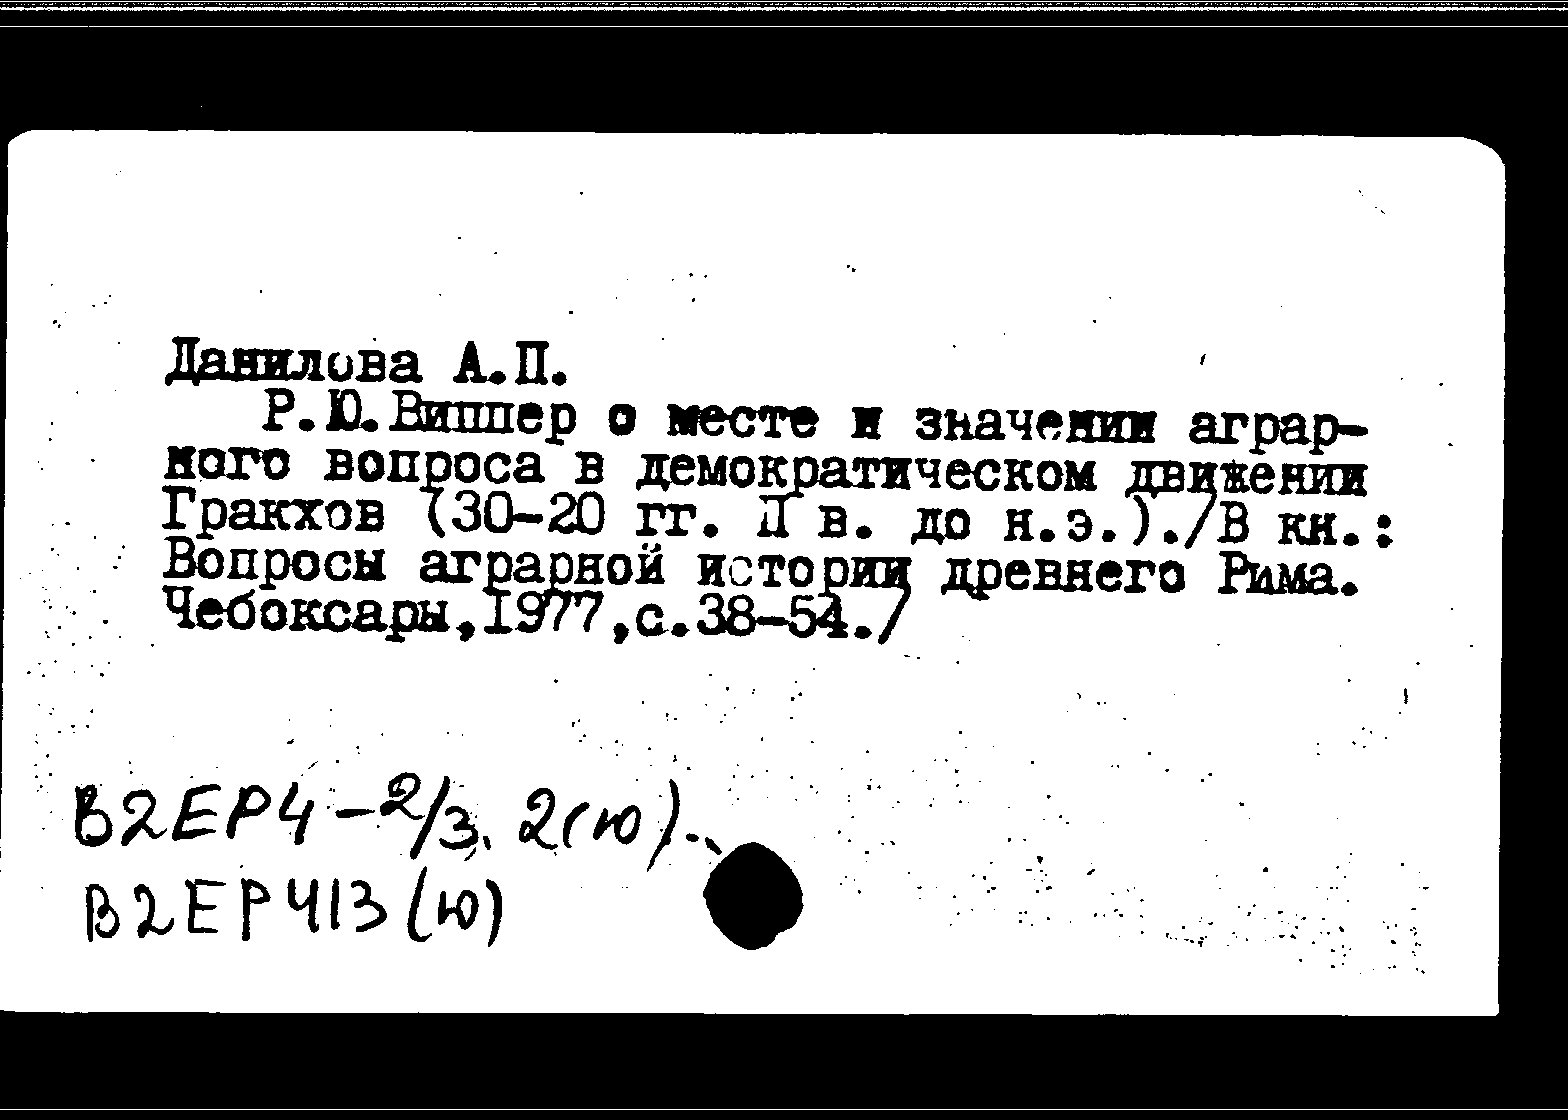 Данилова А.П.
Р.Ю.Виппер о месте и значении аграр-
ного вопроса в демократическом движении
Гракхов (30-20 гг. II в. до н.э.)./В кн.:
Вопросы аграрной истории древнего Рима.
Чебоксары,1977,с.38-54./
В2ЕР4-2/3. 2(ю).
В2ЕР413(ю)